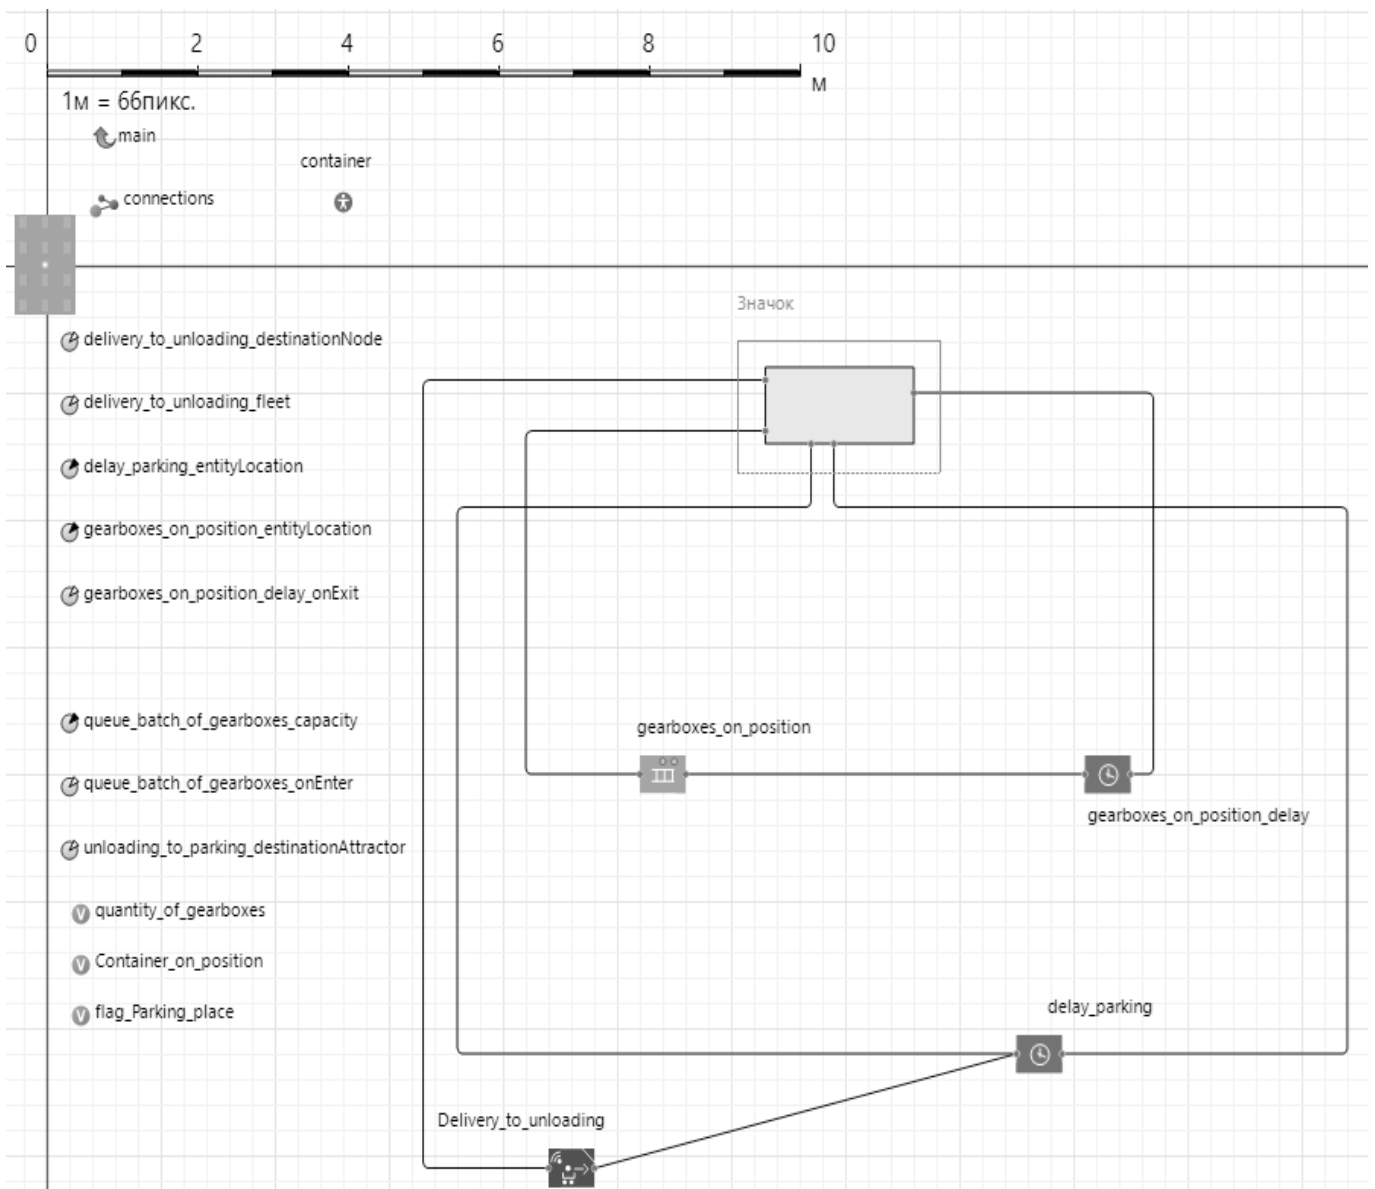 0 2 4 6 8 10
м
1м = 66пикс.
main
container
connections
Значок
delivery_to_unloading_destinationNode
delivery_to_unloading_fleet
delay_parking_entityLocation
gearboxes_on_position_entityLocation
gearboxes_on_position_delay_onExit
queue_batch_of_gearboxes_capacity
gearboxes_on_position
queue_batch_of_gearboxes_onEnter
gearboxes_on_position_delay
unloading_to_parking_destinationAttractor
V quantity_of_gearboxes
V Container_on_position
V flag_Parking_place
delay_parking
Delivery_to_unloading